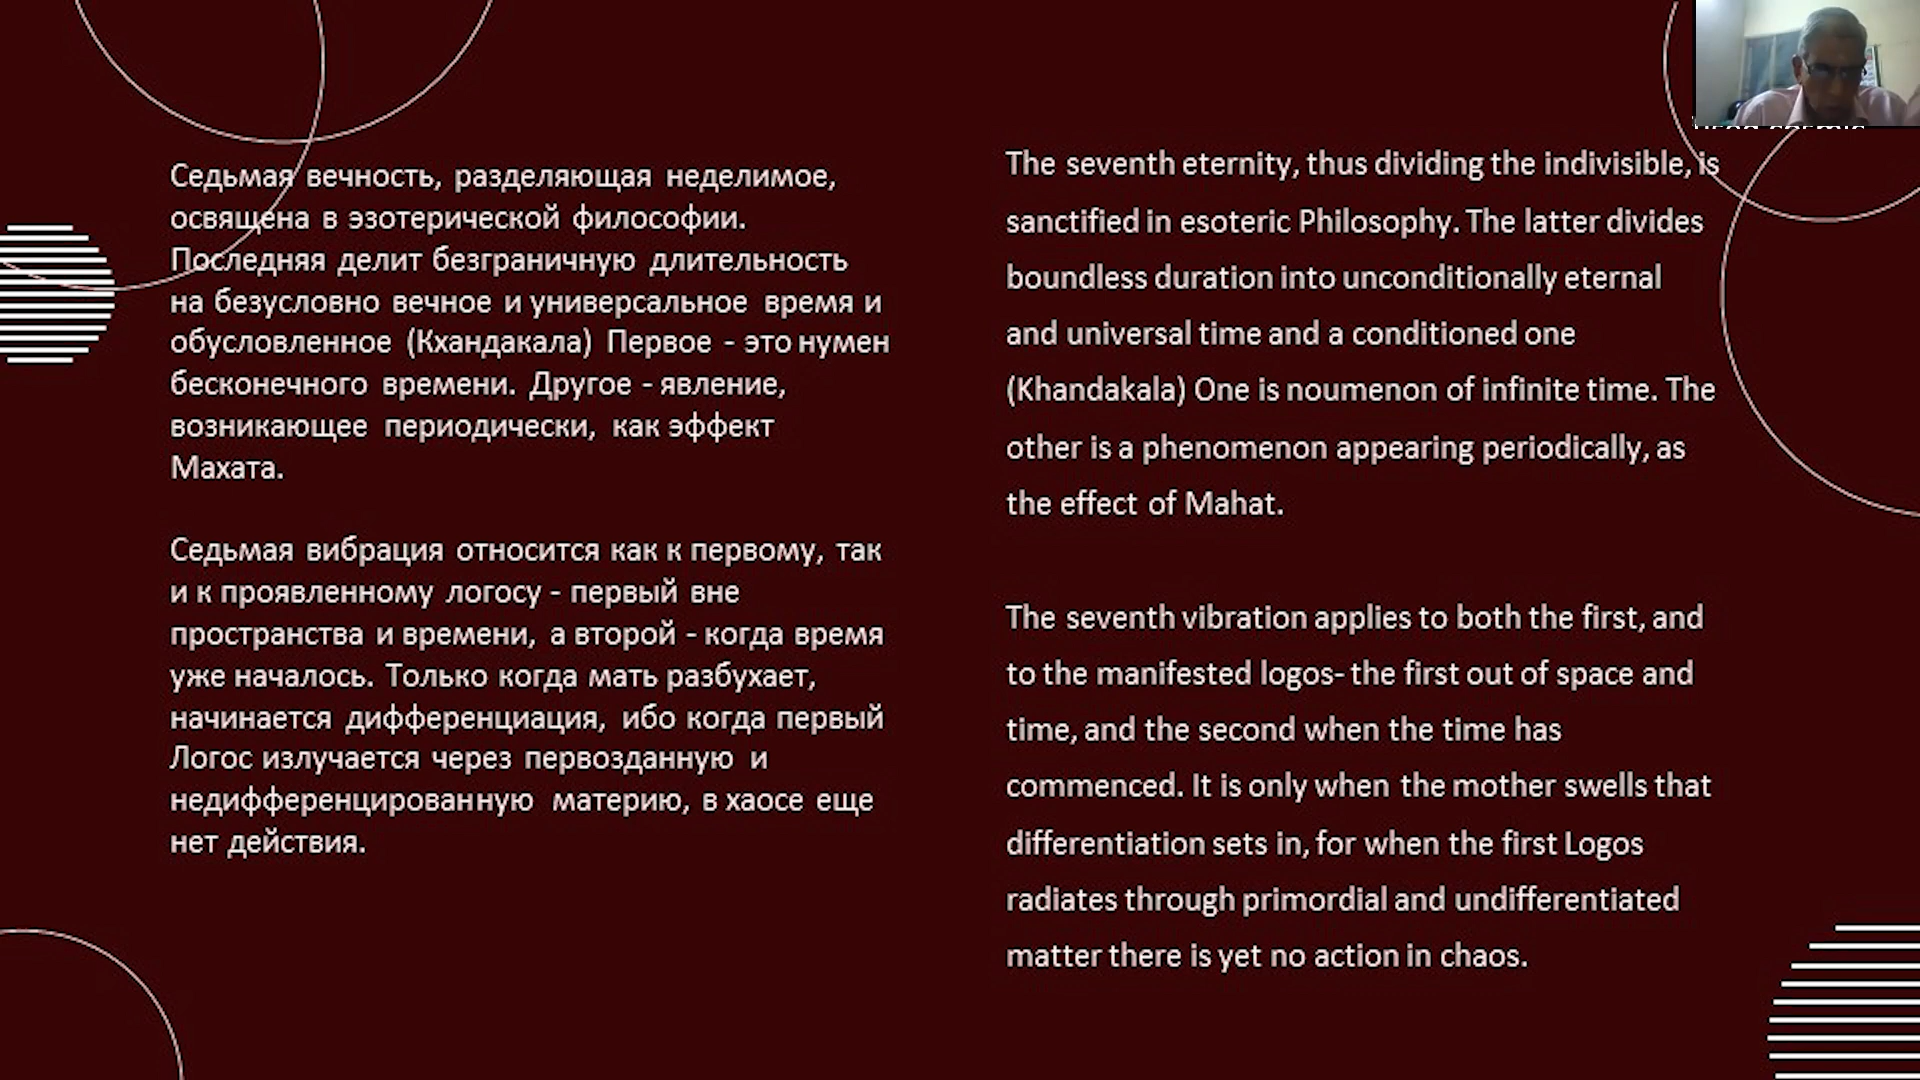 Седьмая вечность, разделяющая неделимое,
освящена в эзотерической философии.
Последняя делит безграничную длительность
на безусловно вечное и универсальное время и
обусловленное (Кхандакала) Первое - это нумен
бесконечного времени. Другое - явление,
возникающее периодически, как эффект
Махата.
Седьмая вибрация относится как к первому, так
и к проявленному логосу - первый вне
пространства и времени, а второй - когда время
уже началось. Только когда мать разбухает,
начинается дифференциация, ибо когда первый
Логос излучается через первозданную и
недифференцированную материю, в хаосе еще
нет действия.
The seventh eternity, thus dividing the indivisible, is
sanctified in esoteric Philosophy. The latter divides
boundless duration into unconditionally eternal
and universal time and a conditioned one
(Khandakala) One is noumenon of infinite time. The
other is a phenomenon appearing periodically, as
the effect of Mahat.
The seventh vibration applies to both the first, and
to the manifested logos- the first out of space and
time, and the second when the time has
commenced. It is only when the mother swells that
differentiation sets in, for when the first Logos
radiates through primordial and undifferentiated
matter there is yet no action in chaos.